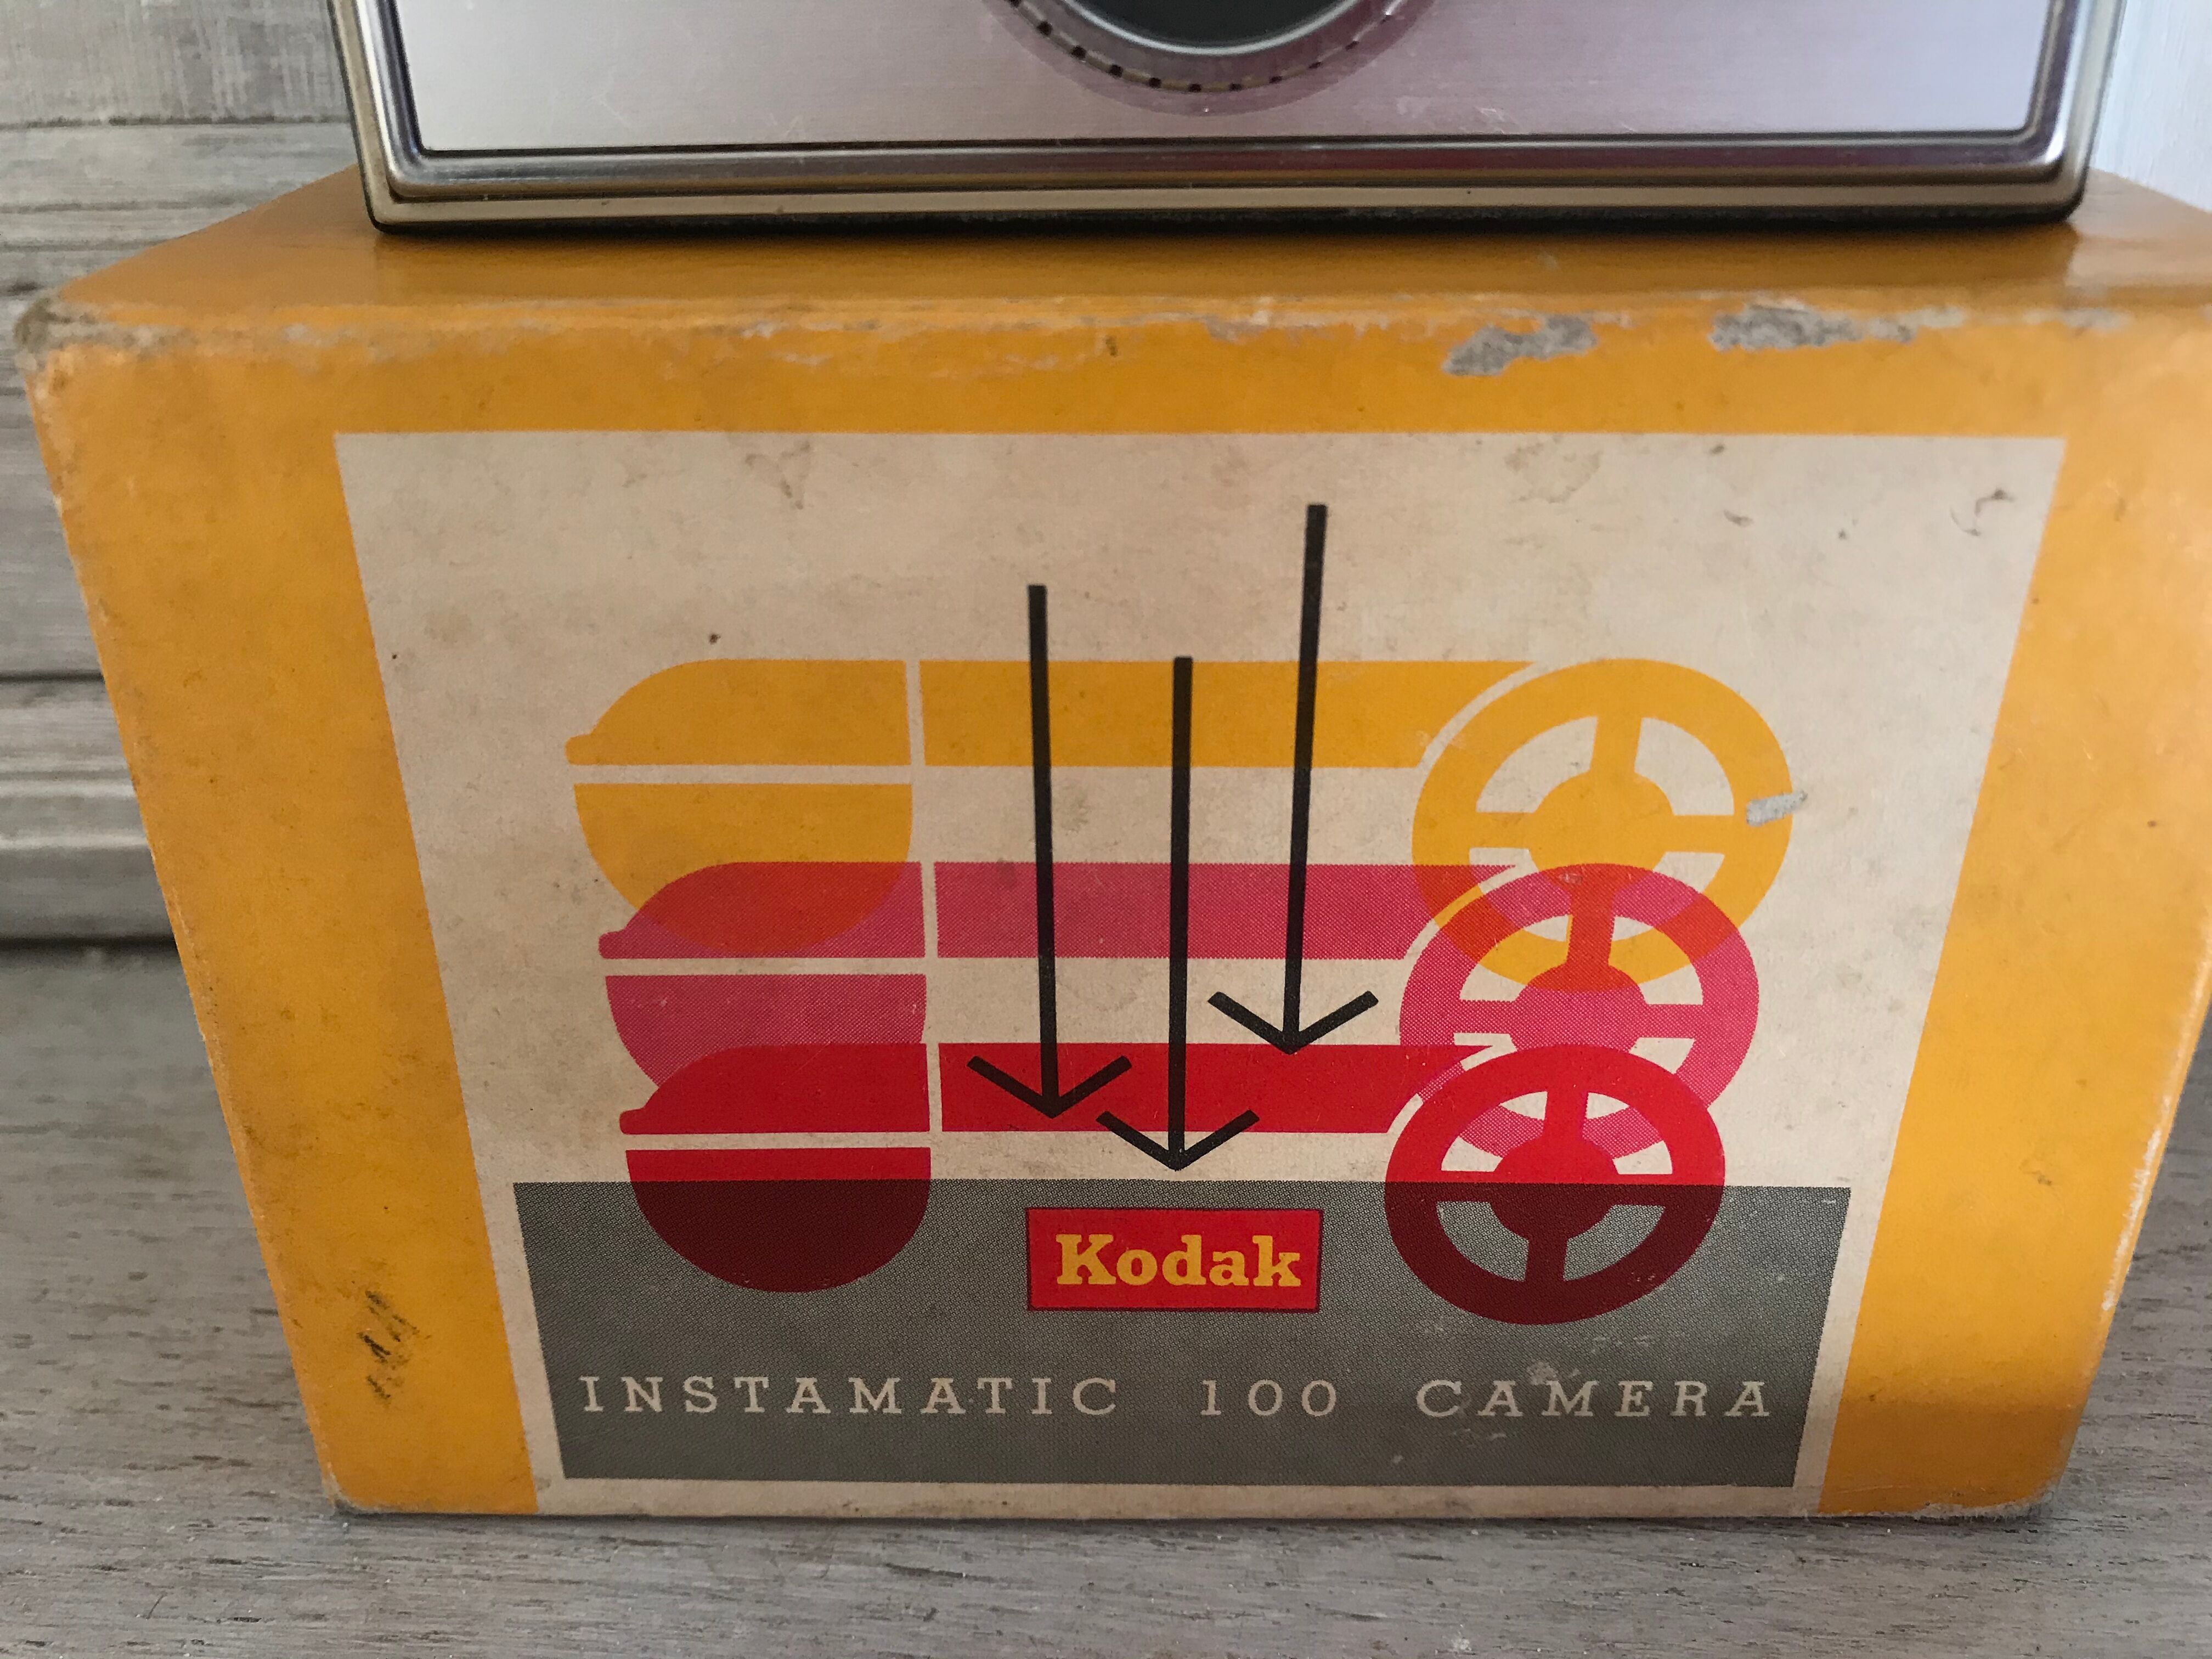 Kodak
INSTAMATIC 100 CAMERA